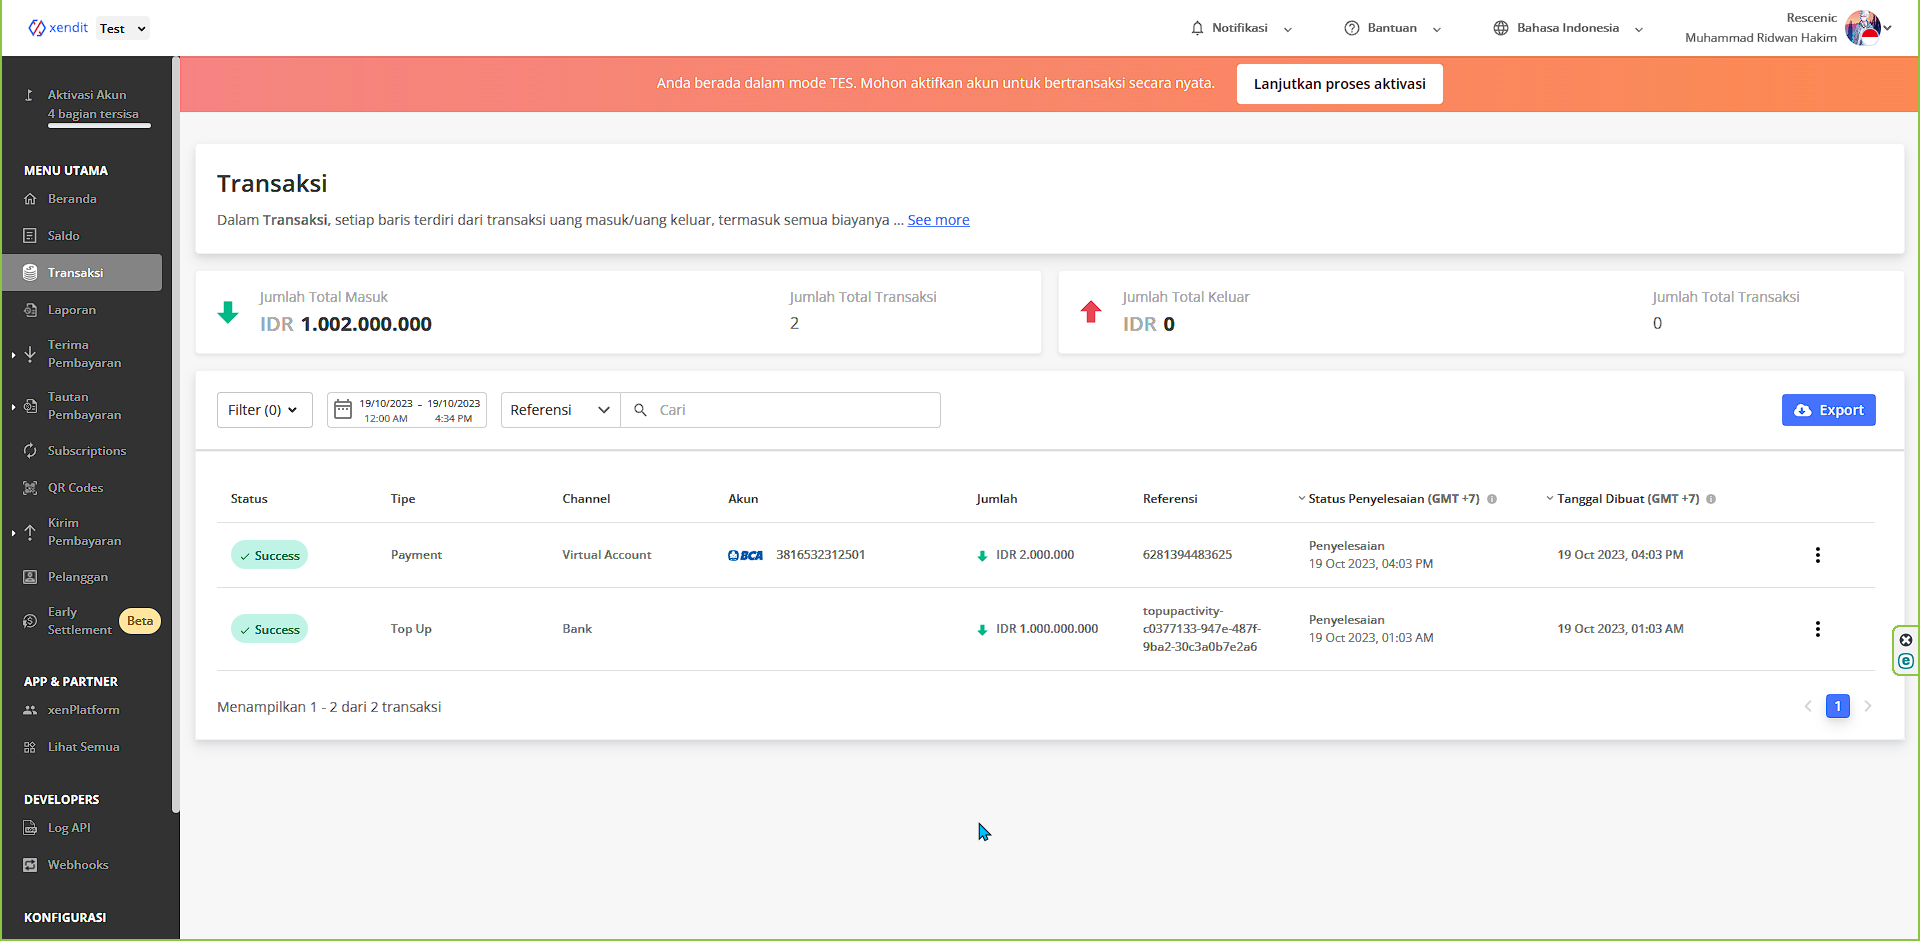 xendit
Test
Notifikasi
Bantuan
Bahasa Indonesia
Rescenic
Muhammad Ridwan Hakim
Anda berada dalam mode TES. Mohon aktifkan akun untuk bertransaksi secara nyata.
Lanjutkan proses aktivasi
Aktivasi Akun
4 bagian tersisa
MENU UTAMA
Beranda
Saldo
Transaksi
Laporan
Terima
Pembayaran
Tautan
Pembayaran
Subscriptions
QR Codes
Kirim
Pembayaran
Pelanggan
Early
Settlement
Beta
APP & PARTNER
xenPlatform
Lihat Semua
DEVELOPERS
Log API
Webhooks
KONFIGURASI
Transaksi
Dalam Transaksi, setiap baris terdiri dari transaksi uang masuk/uang keluar, termasuk semua biayanya ... See more
Jumlah Total Masuk
IDR 1.002.000.000
Jumlah Total Transaksi
2
Jumlah Total Keluar
IDR 0
Jumlah Total Transaksi
0
Filter (0)
19/10/2023 - 19/10/2023
12:00 AM 4:34 PM
Referensi
Cari
Export
Status Tipe Channel Akun Jumlah Referensi Status Penyelesaian (GMT +7) Tanggal Dibuat (GMT +7)
Success Payment Virtual Account BCA 3816532312501 IDR 2.000.000 6281394483625
Penyelesaian
19 Oct 2023, 04:03 PM
19 Oct 2023, 04:03 PM
Success Top Up Bank IDR 1.000.000.000
topupactivity-
c0377133-947e-487f-
9ba2-30c3a0b7e2a6
Penyelesaian
19 Oct 2023, 01:03 AM
19 Oct 2023, 01:03 AM
Menampilkan 1 - 2 dari 2 transaksi
1